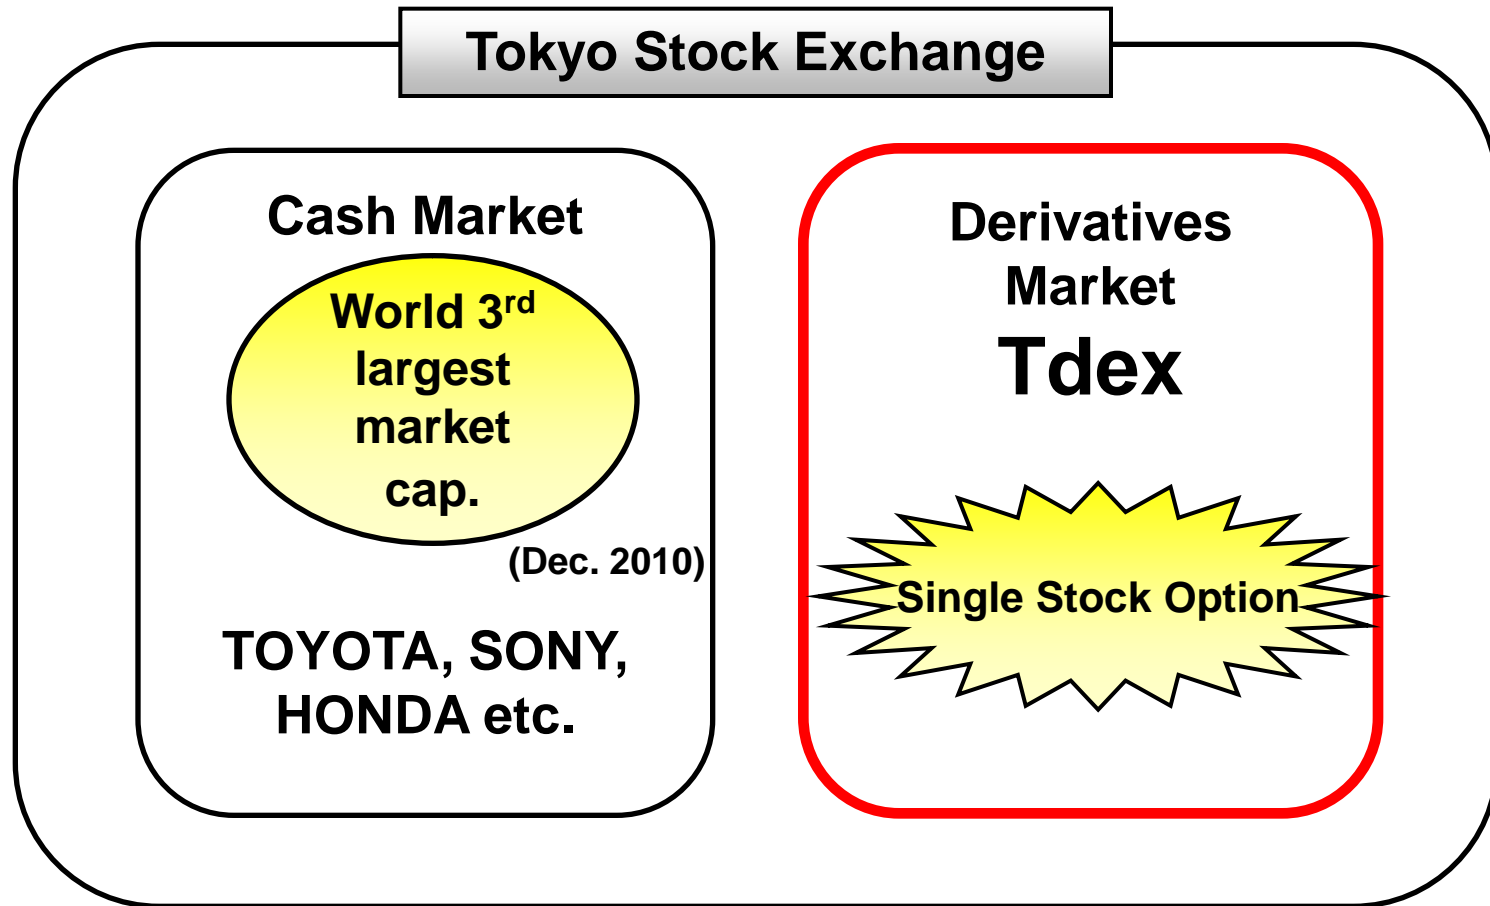 Tokyo Stock Exchange
Cash Market
World 3rd
largest
market
cap.
(Dec. 2010)
TOYOTA, SONY,
HONDA etc.
Derivatives
Market
Tdex
Single Stock Option